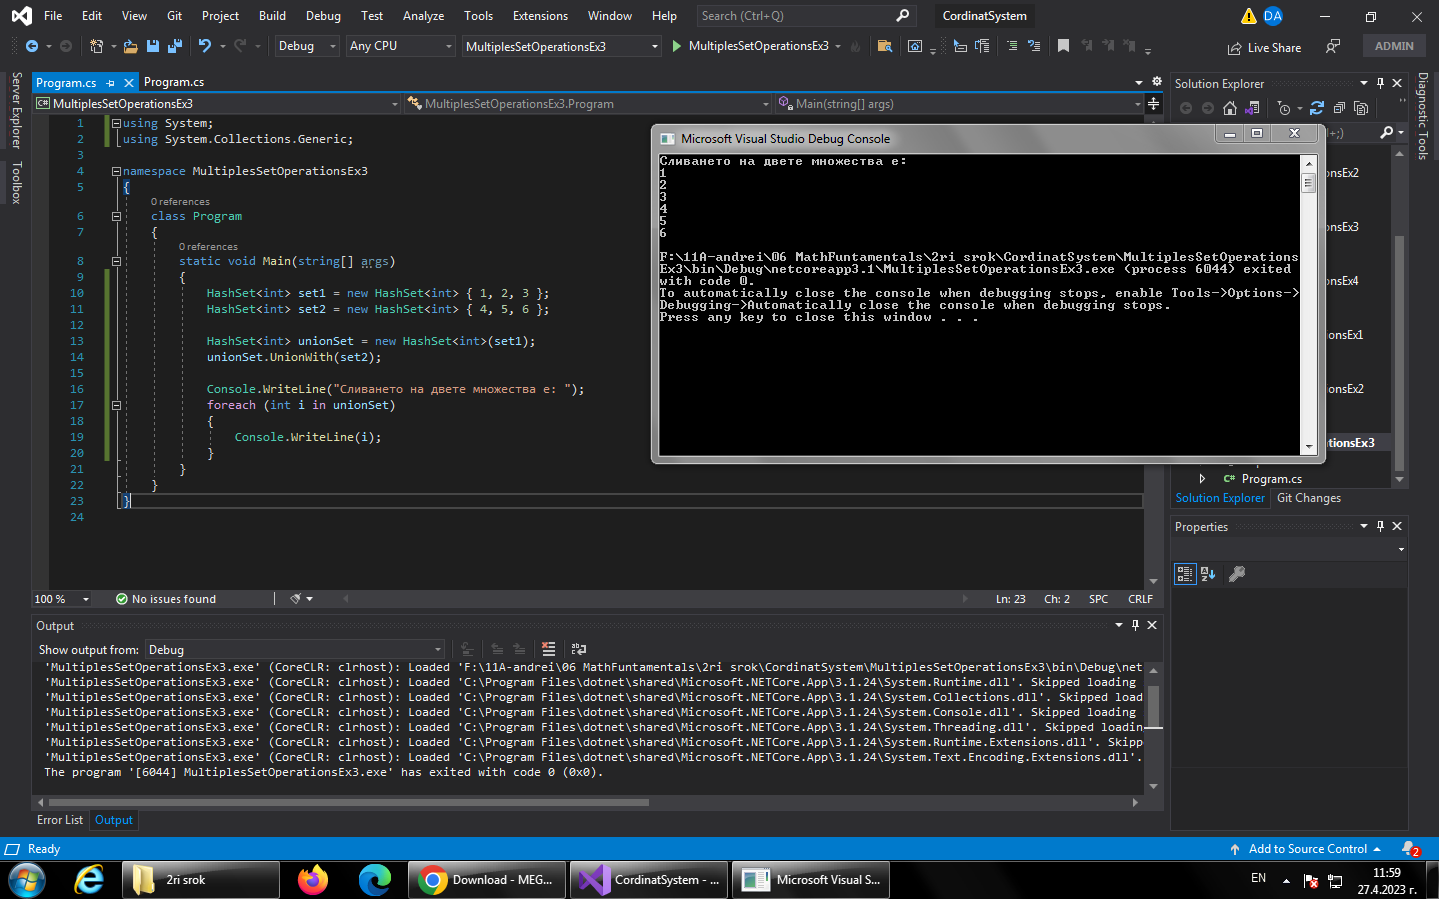 File Edit View Git Project Build Debug Test Analyze Tools Extensions Window Help Search (Ctrl+Q) CordinatSystem DA
Debug Any CPU MultiplesSetOperationsEx3 MultiplesSetOperationsEx3 Live Share ADMIN
Server Explorer
Toolbox
Program.cs Program.cs
C# MultiplesSetOperationsEx3 MultiplesSetOperationsEx3.Program Main(string[] args)
1 using System;
2 using System.Collections.Generic;
3
4 namespace MultiplesSetOperationsEx3
5 {
0 references
6 class Program
7 {
0 references
8 static void Main(string[] args)
9 {
10 HashSet<int> set1 = new HashSet<int> { 1, 2, 3 };
11 HashSet<int> set2 = new HashSet<int> { 4, 5, 6 };
12
13 HashSet<int> unionSet = new HashSet<int>(set1);
14 unionSet.UnionWith(set2);
15
16 Console.WriteLine("Сливането на двете множества е: ");
17 foreach (int i in unionSet)
18 {
19 Console.WriteLine(i);
20 }
21 }
22 }
23 }
24
100 % No issues found Ln: 23 Ch: 2 SPC CRLF
Microsoft Visual Studio Debug Console
Сливането на двете множества е:
1
2
3
4
5
6
F:\11A-andrei\06 MathFuntamentals\2ri srok\CordinatSystem\MultiplesSetOperations
Ex3\bin\Debug\netcoreapp3.1\MultiplesSetOperationsEx3.exe (process 6044) exited
with code 0.
To automatically close the console when debugging stops, enable Tools->Options->
Debugging->Automatically close the console when debugging stops.
Press any key to close this window . . .
Solution Explorer
+;)
onsEx2
onsEx3
onsEx4
onsEx1
onsEx2
tionsEx3
C# Program.cs
Solution Explorer Git Changes
Properties
Diagnostic Tools
Output
Show output from: Debug
'MultiplesSetOperationsEx3.exe' (CoreCLR: clrhost): Loaded 'F:\11A-andrei\06 MathFuntamentals\2ri srok\CordinatSystem\MultiplesSetOperationsEx3\bin\Debug\net
'MultiplesSetOperationsEx3.exe' (CoreCLR: clrhost): Loaded 'C:\Program Files\dotnet\shared\Microsoft.NETCore.App\3.1.24\System.Runtime.dll'. Skipped loading
'MultiplesSetOperationsEx3.exe' (CoreCLR: clrhost): Loaded 'C:\Program Files\dotnet\shared\Microsoft.NETCore.App\3.1.24\System.Collections.dll'. Skipped load
'MultiplesSetOperationsEx3.exe' (CoreCLR: clrhost): Loaded 'C:\Program Files\dotnet\shared\Microsoft.NETCore.App\3.1.24\System.Console.dll'. Skipped loading
'MultiplesSetOperationsEx3.exe' (CoreCLR: clrhost): Loaded 'C:\Program Files\dotnet\shared\Microsoft.NETCore.App\3.1.24\System.Threading.dll'. Skipped loadin
'MultiplesSetOperationsEx3.exe' (CoreCLR: clrhost): Loaded 'C:\Program Files\dotnet\shared\Microsoft.NETCore.App\3.1.24\System.Runtime.Extensions.dll'. Skipp
'MultiplesSetOperationsEx3.exe' (CoreCLR: clrhost): Loaded 'C:\Program Files\dotnet\shared\Microsoft.NETCore.App\3.1.24\System.Text.Encoding.Extensions.dll'.
The program '[6044] MultiplesSetOperationsEx3.exe' has exited with code 0 (0x0).
Error List Output
Ready Add to Source Control 2
2ri srok Download - MEG... CordinatSystem - ... Microsoft Visual S... EN 11:59
27.4.2023 г.